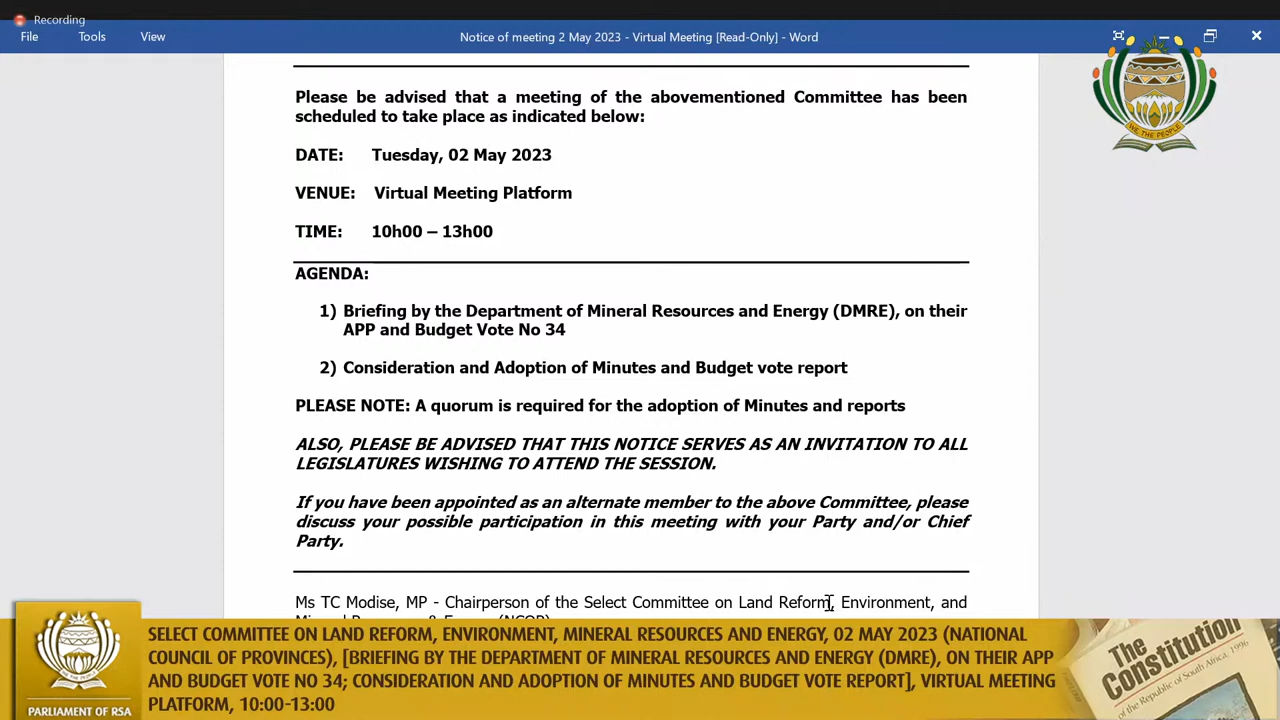 Recording
File Tools View
Notice of meeting 2 May 2023 - Virtual Meeting [Read-Only] - Word
WE THE PEOPLE
Please be advised that a meeting of the abovementioned Committee has been
scheduled to take place as indicated below:
DATE: Tuesday, 02 May 2023
VENUE: Virtual Meeting Platform
TIME: 10h00 – 13h00
AGENDA:
1) Briefing by the Department of Mineral Resources and Energy (DMRE), on their
APP and Budget Vote No 34
2) Consideration and Adoption of Minutes and Budget vote report
PLEASE NOTE: A quorum is required for the adoption of Minutes and reports
ALSO, PLEASE BE ADVISED THAT THIS NOTICE SERVES AS AN INVITATION TO ALL
LEGISLATURES WISHING TO ATTEND THE SESSION.
If you have been appointed as an alternate member to the above Committee, please
discuss your possible participation in this meeting with your Party and/or Chief
Party.
Ms TC Modise, MP - Chairperson of the Select Committee on Land Reform, Environment, and
SELECT COMMITTEE ON LAND REFORM, ENVIRONMENT, MINERAL RESOURCES AND ENERGY, 02 MAY 2023 (NATIONAL
COUNCIL OF PROVINCES), [BRIEFING BY THE DEPARTMENT OF MINERAL RESOURCES AND ENERGY (DMRE), ON THEIR APP
AND BUDGET VOTE NO 34; CONSIDERATION AND ADOPTION OF MINUTES AND BUDGET VOTE REPORT], VIRTUAL MEETING
PLATFORM, 10:00-13:00
PARLIAMENT OF RSA
The
Constitution
of the Republic of South Africa, 1996